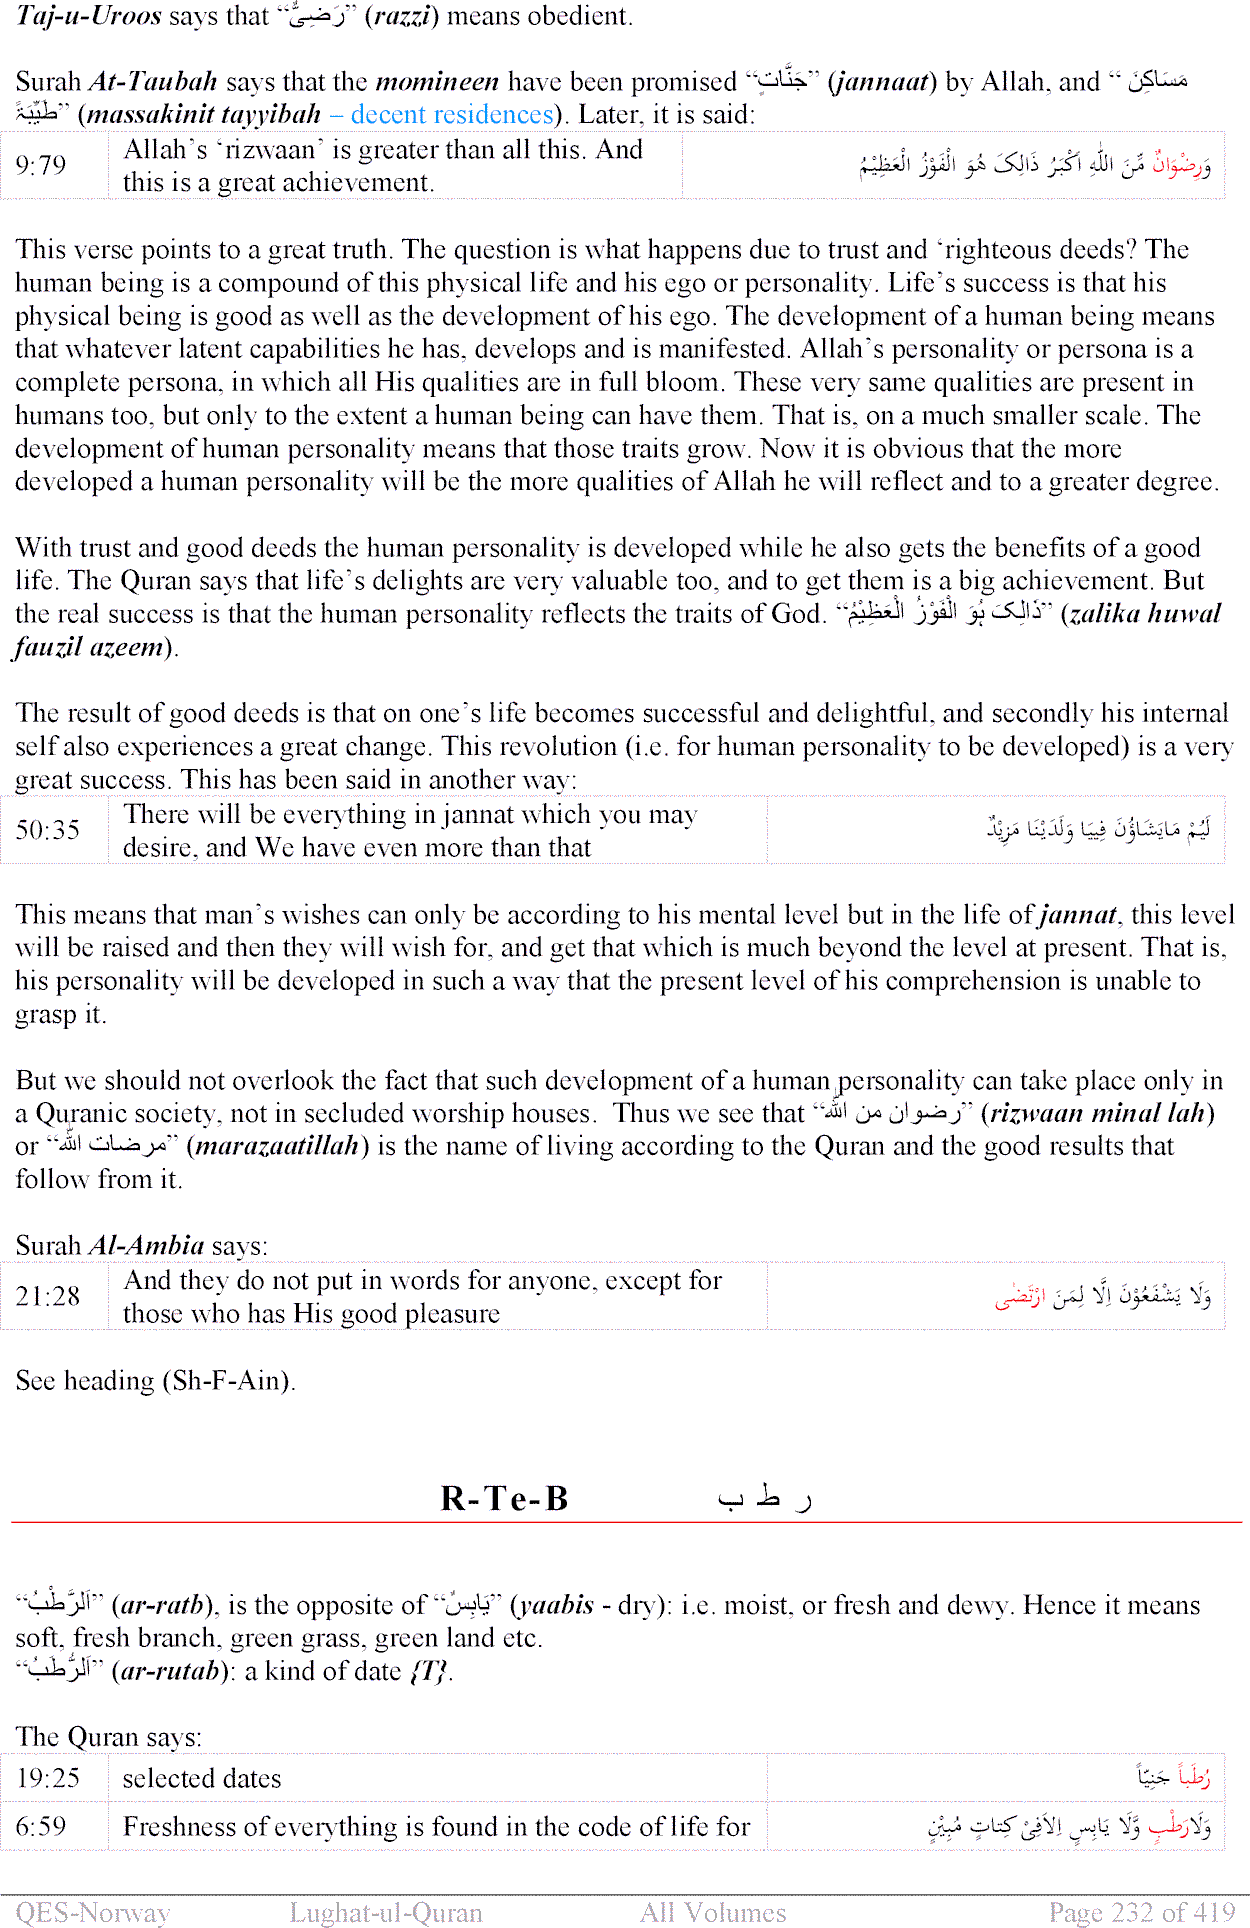 Taj-u-Uroos says that “رَضِیٌّ” (razzi) means obedient.
Surah At-Taubah says that the momineen have been promised “جَنَّاتٍ” (jannaat) by Allah, and “مَسَاکِنَ
طَیِّبَۃً” (massakinit tayyibah – decent residences). Later, it is said:
9:79 Allah’s ‘rizwaan’ is greater than all this. And وَرِضْوَانٌ مِّنَ اللّٰہِ اَکْبَرُ ذَالِکَ هُوَ الْفَوْزُ الْعَظِیْمُ
this is a great achievement.
This verse points to a great truth. The question is what happens due to trust and ‘righteous deeds? The
human being is a compound of this physical life and his ego or personality. Life’s success is that his
physical being is good as well as the development of his ego. The development of a human being means
that whatever latent capabilities he has, develops and is manifested. Allah’s personality or persona is a
complete persona, in which all His qualities are in full bloom. These very same qualities are present in
humans too, but only to the extent a human being can have them. That is, on a much smaller scale. The
development of human personality means that those traits grow. Now it is obvious that the more
developed a human personality will be the more qualities of Allah he will reflect and to a greater degree.
With trust and good deeds the human personality is developed while he also gets the benefits of a good
life. The Quran says that life’s delights are very valuable too, and to get them is a big achievement. But
the real success is that the human personality reflects the traits of God. “ذَالِکَ ہُوَ الْفَوْزُ الْعَظِیْمُ” (zalika huwal
fauzil azeem).
The result of good deeds is that on one’s life becomes successful and delightful, and secondly his internal
self also experiences a great change. This revolution (i.e. for human personality to be developed) is a very
great success. This has been said in another way:
50:35 There will be everything in jannat which you may لَہُمْ مَایَشَاؤُنَ فِیہَا وَلَدَیْنَا مَزِیْدٌ
desire, and We have even more than that
This means that man’s wishes can only be according to his mental level but in the life of jannat, this level
will be raised and then they will wish for, and get that which is much beyond the level at present. That is,
his personality will be developed in such a way that the present level of his comprehension is unable to
grasp it.
But we should not overlook the fact that such development of a human personality can take place only in
a Quranic society, not in secluded worship houses. Thus we see that “رضوان من اللّٰہ” (rizwaan minal lah)
or “مرضات اللّٰہ” (marazaatillah) is the name of living according to the Quran and the good results that
follow from it.
Surah Al-Ambia says:
21:28 And they do not put in words for anyone, except for وَلَا یَشْفَعُوْنَ اِلَّا لِمَنَ ارْتَضٰی
those who has His good pleasure
See heading (Sh-F-Ain).
R-Te-B ر ط ب
“اَلرَّطْبُ” (ar-ratb), is the opposite of “یَابِسٌ” (yaabis - dry): i.e. moist, or fresh and dewy. Hence it means
soft, fresh branch, green grass, green land etc.
“اَلرُّطَبُ” (ar-rutab): a kind of date {T}.
The Quran says:
19:25 selected dates رُطَباً جَنِیّاً
6:59 Freshness of everything is found in the code of life for وَلَارَطْبٍ وَّلَا یَابِسٍ اِلاَفِیْ کِتَاتٍ مُبِیْنٍ
QES-Norway Lughat-ul-Quran All Volumes Page 232 of 419